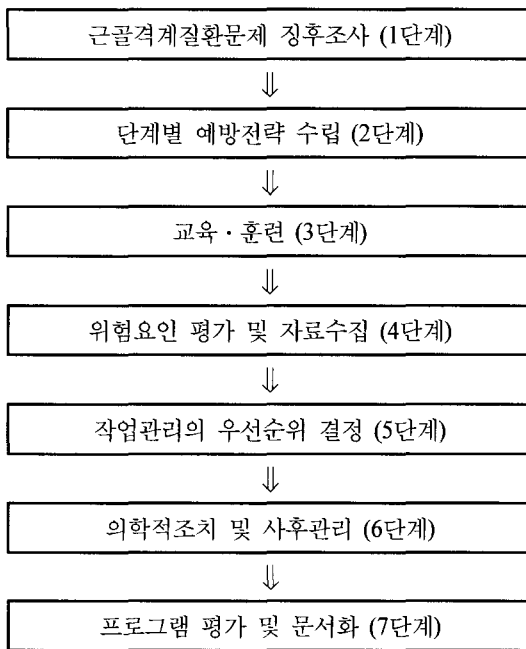 근골격계질환문제 징후조사 (1단계)
⇓
단계별 예방전략 수립 (2단계)
⇓
교육 · 훈련 (3단계)
⇓
위험요인 평가 및 자료수집 (4단계)
⇓
작업관리의 우선순위 결정 (5단계)
⇓
의학적조치 및 사후관리 (6단계)
⇓
프로그램 평가 및 문서화 (7단계)